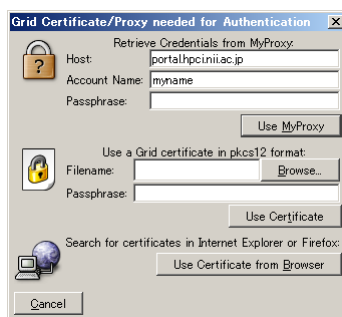 Grid Certificate/Proxy needed for Authentication
Retrieve Credentials from MyProxy:
Host: portal.hpci.nii.ac.jp
Account Name: myname
Passphrase:
Use MyProxy
Use a Grid certificate in pkcs12 format:
Filename: Browse...
Passphrase:
Use Certificate
Search for certificates in Internet Explorer or Firefox:
Use Certificate from Browser
Cancel